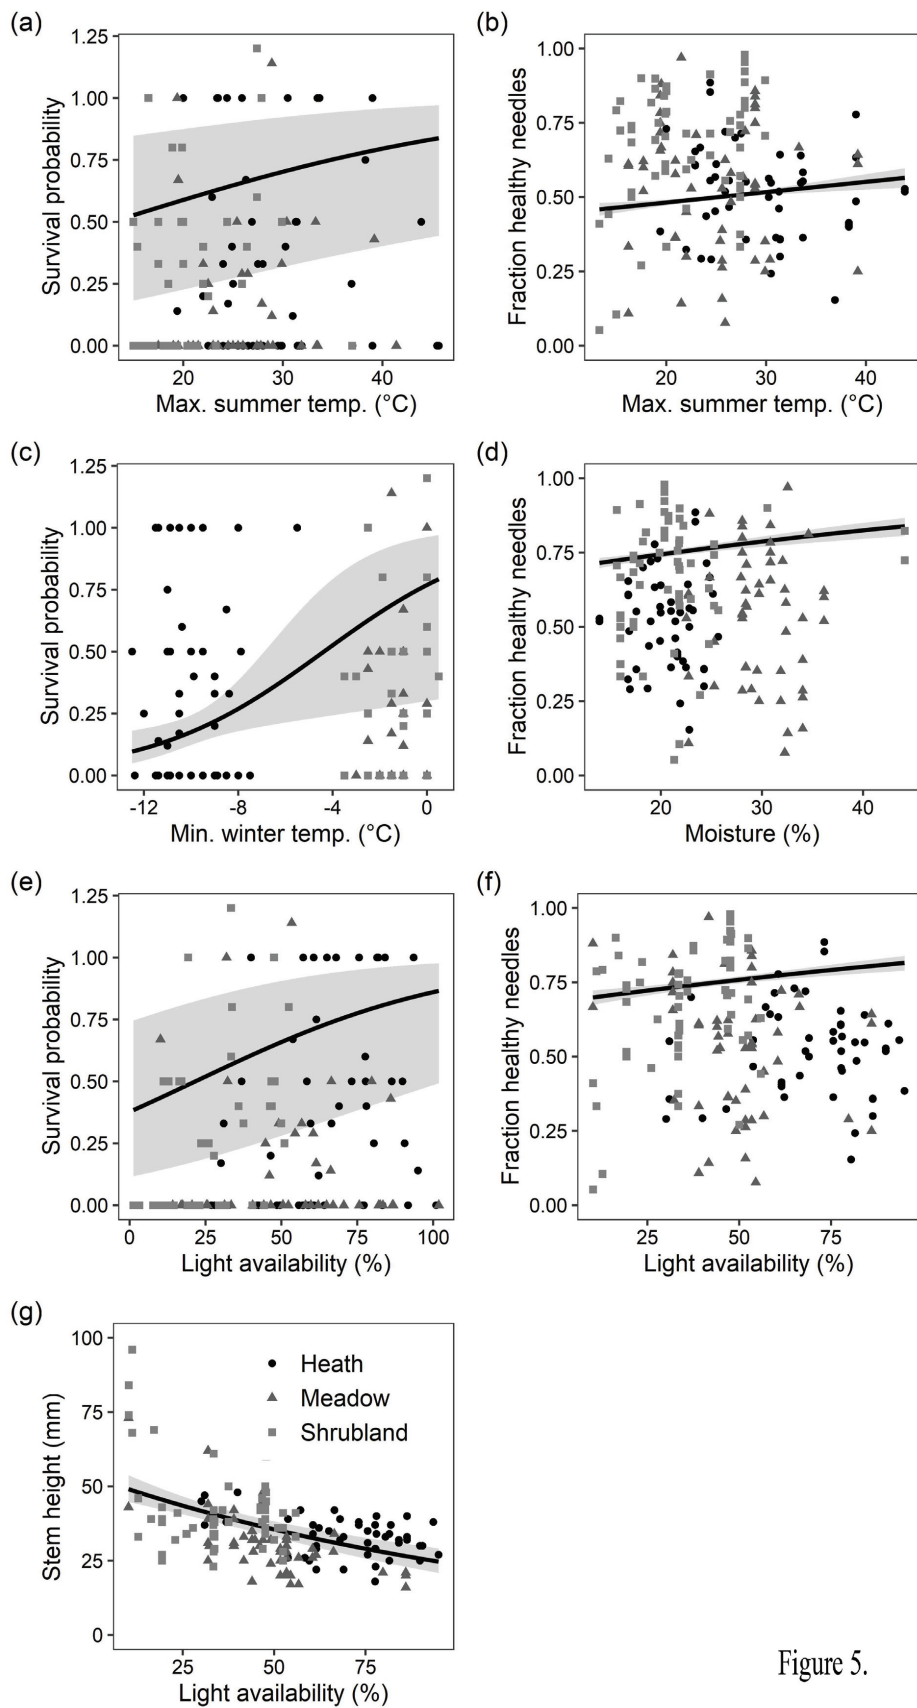 (a)
1.25
1.00
0.75
0.50
0.25
0.00
Survival probability
20 30 40
Max. summer temp. (°C)
(b)
1.00
0.75
0.50
0.25
0.00
Fraction healthy needles
20 30 40
Max. summer temp. (°C)
(c)
1.25
1.00
0.75
0.50
0.25
0.00
Survival probability
-12 -8 -4 0
Min. winter temp. (°C)
(d)
1.00
0.75
0.50
0.25
0.00
Fraction healthy needles
20 30 40
Moisture (%)
(e)
1.25
1.00
0.75
0.50
0.25
0.00
Survival probability
0 25 50 75 100
Light availability (%)
(f)
1.00
0.75
0.50
0.25
0.00
Fraction healthy needles
25 50 75
Light availability (%)
(g)
100
75
50
25
0
Stem height (mm)
Heath
Meadow
Shrubland
25 50 75
Light availability (%)
Figure 5.